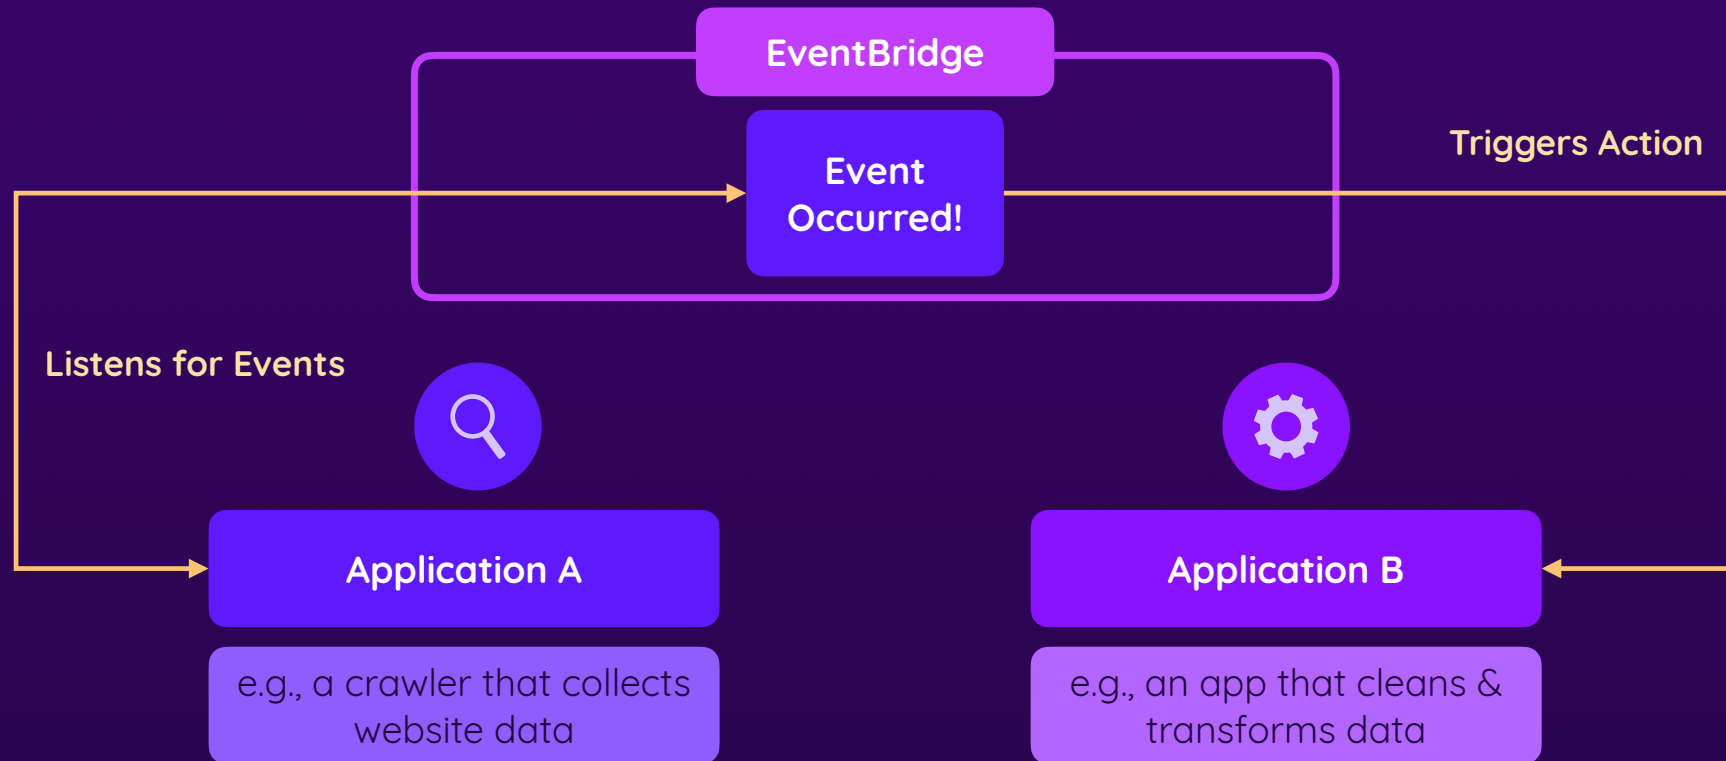 EventBridge
Event
Occurred!
Triggers Action
Listens for Events
Application A
Application B
e.g., a crawler that collects
website data
e.g., an app that cleans &
transforms data